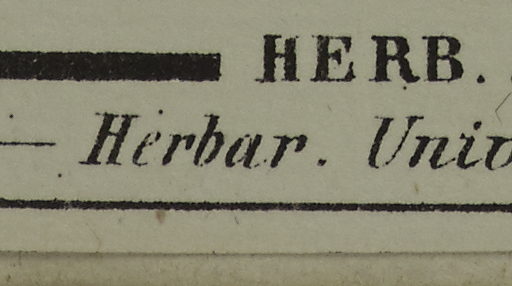 HERB.
— Herbar. Univ